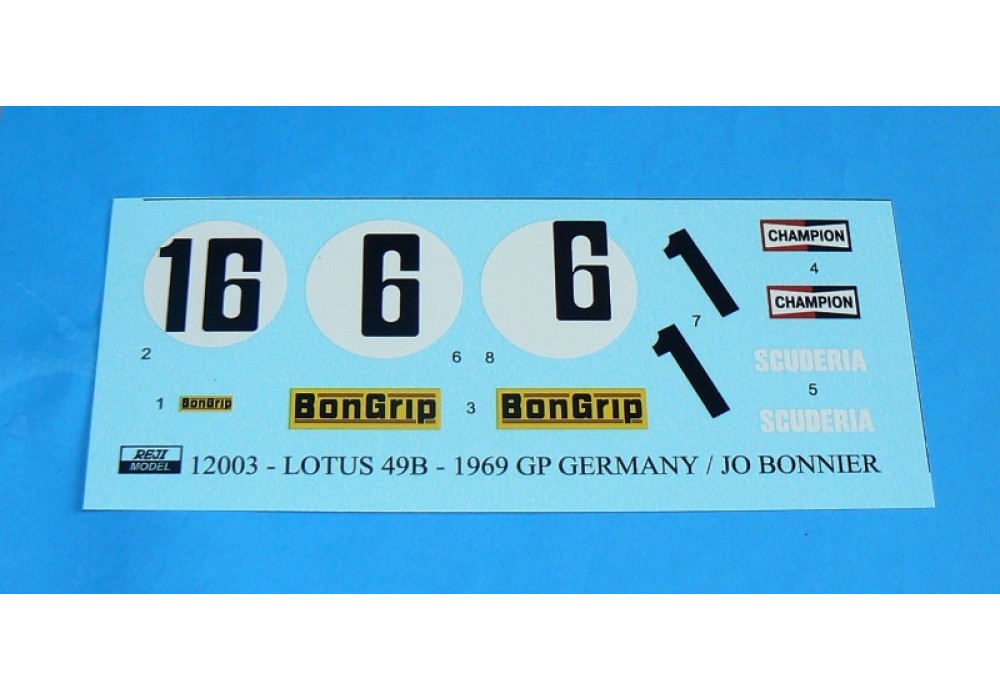 16 6 6 1
CHAMPION
4
CHAMPION
7
1
2 6 8
SCUDERIA
5
1 BonGrip BonGrip 3 BonGrip
SCUDERIA
REJI
MODEL
12003 - LOTUS 49B - 1969 GP GERMANY / JO BONNIER